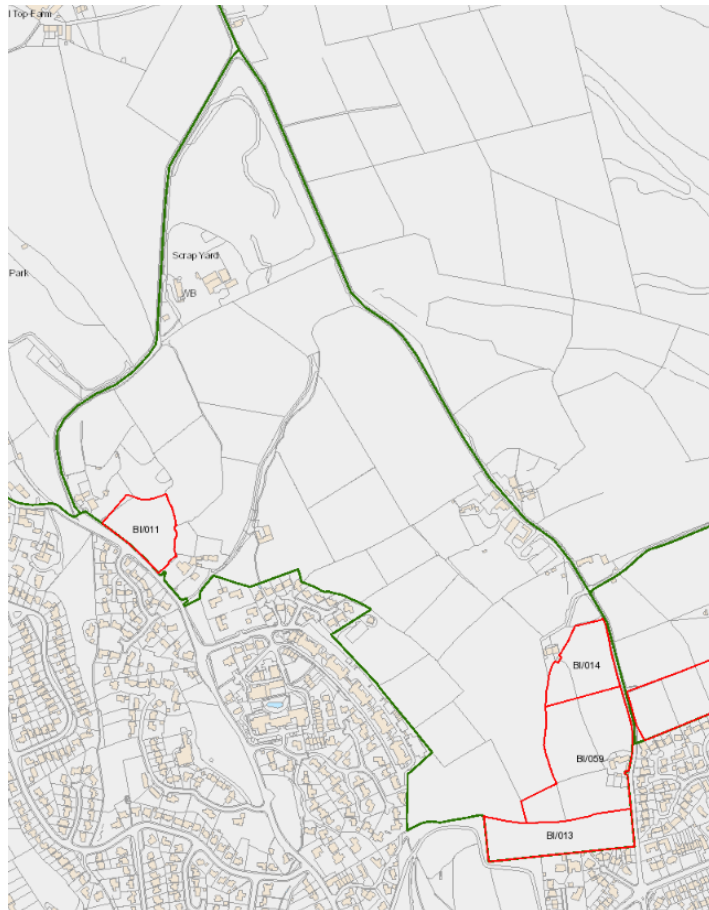 l Top Farm
Scrap Yard
Park
WB
BI/011
BI/014
BI/059
BI/013